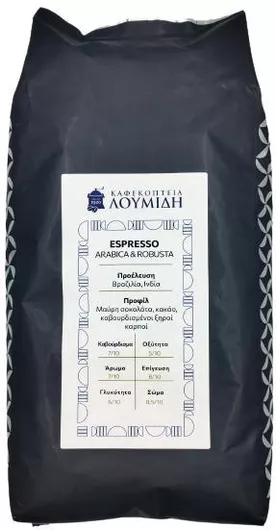 ΚΑΦΕΚΟΠΤΕΙΑ
ΛΟΥΜΙΔΗ
ESPRESSO
ARABICA & ROBUSTA
Προέλευση
Βραζιλία, Ινδία
Προφίλ
Μαύρη σοκολάτα, κακάο,
καβουρδισμένοι ξηροί
καρποί
Καβούρδισμα Οξύτητα
7/10 5/10
Άρωμα Επίγευση
7/10 8/10
Γλυκύτητα Σώμα
6/10 8,5/10